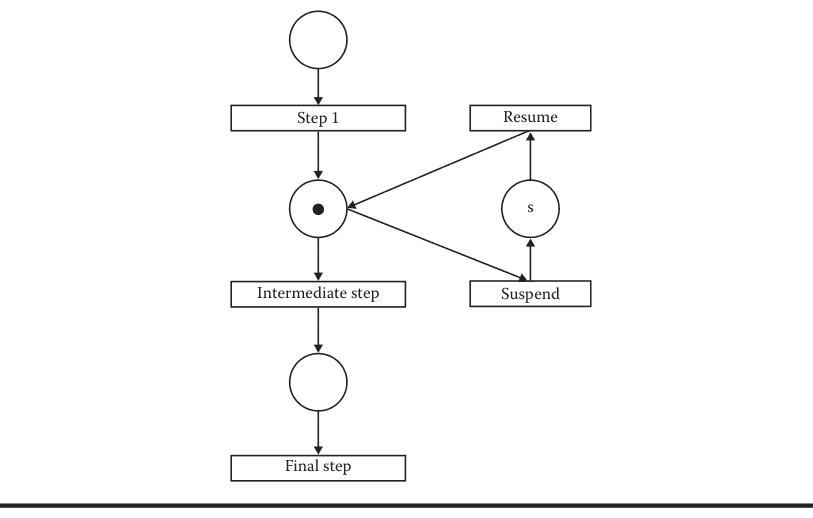 Step 1
Resume
s
Intermediate step
Suspend
Final step